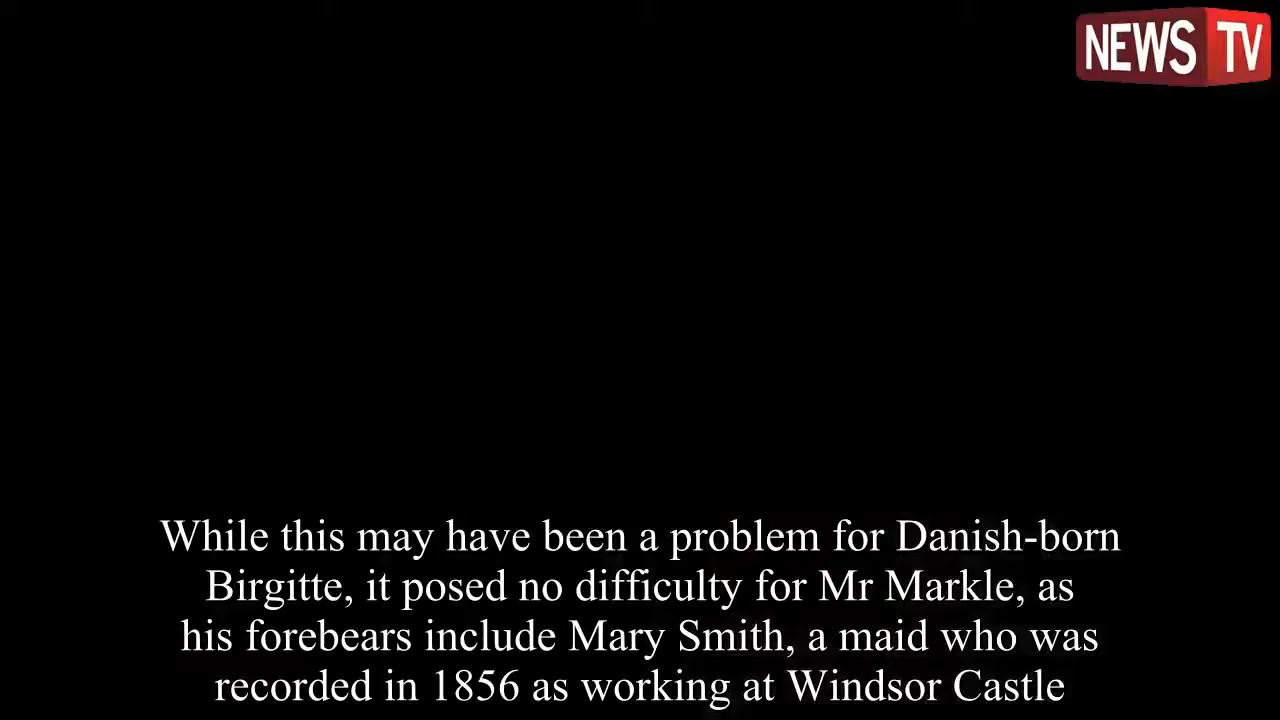 NEWS TV
While this may have been a problem for Danish-born
Birgitte, it posed no difficulty for Mr Markle, as
his forebears include Mary Smith, a maid who was
recorded in 1856 as working at Windsor Castle